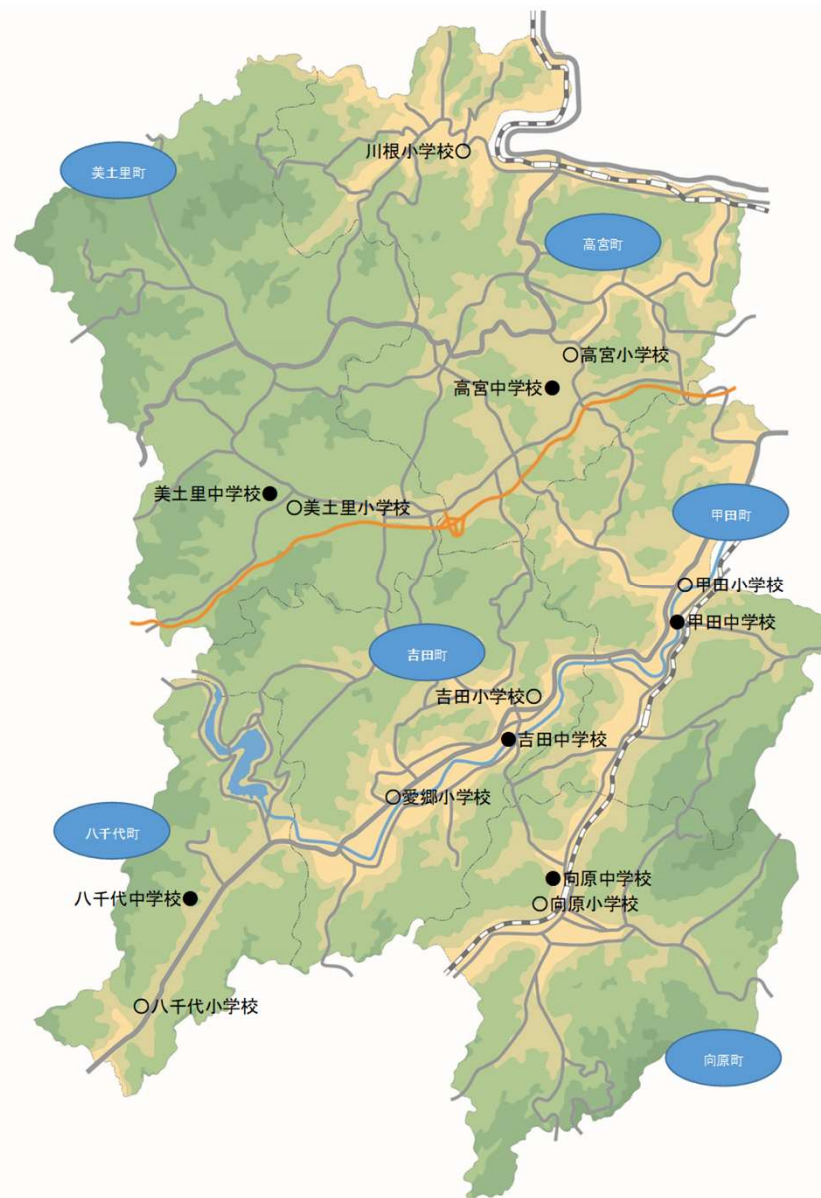 川根小学校
美土里町
高宮町
高宮小学校
高宮中学校
美土里中学校
美土里小学校
甲田町
甲田小学校
甲田中学校
吉田町
吉田小学校
吉田中学校
愛郷小学校
八千代町
向原中学校
八千代中学校
向原小学校
八千代小学校
向原町